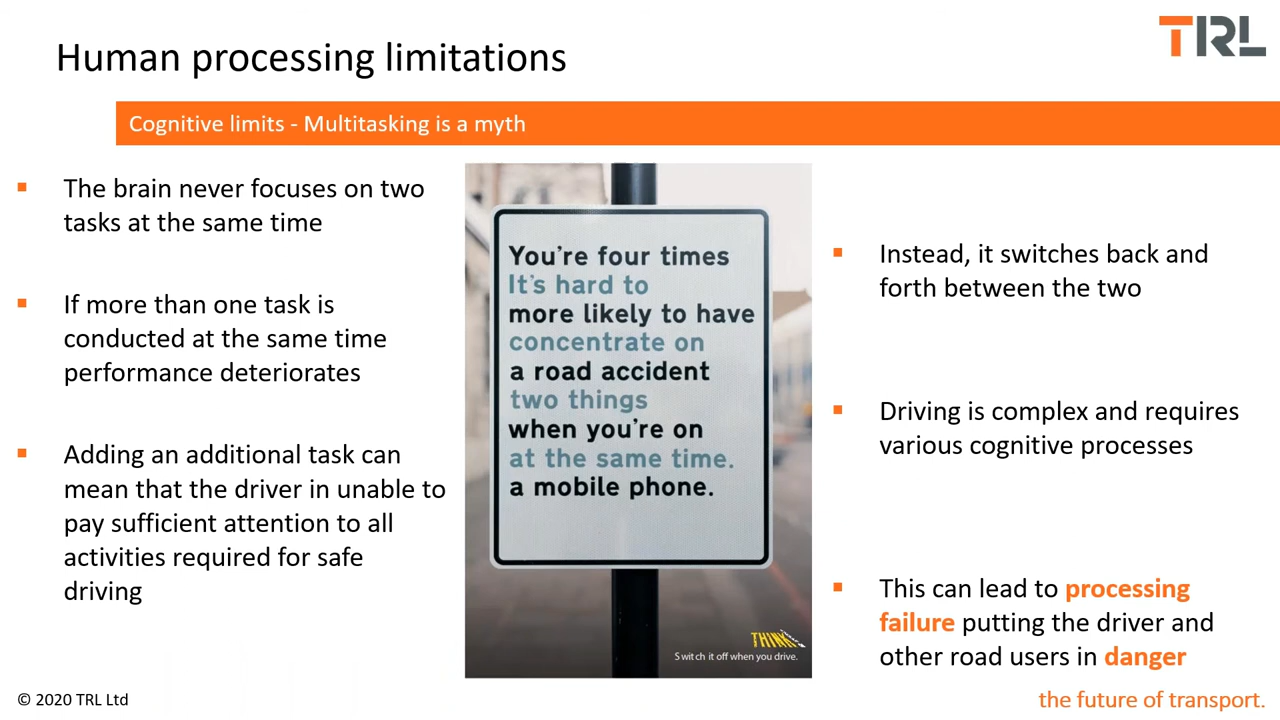 Human processing limitations
TRL
Cognitive limits - Multitasking is a myth
The brain never focuses on two
tasks at the same time
If more than one task is
conducted at the same time
performance deteriorates
Adding an additional task can
mean that the driver in unable to
pay sufficient attention to all
activities required for safe
driving
You're four times
It's hard to
more likely to have
concentrate on
a road accident
two things
when you're on
at the same time.
a mobile phone.
THINK!
Switch it off when you drive.
Instead, it switches back and
forth between the two
Driving is complex and requires
various cognitive processes
This can lead to processing
failure putting the driver and
other road users in danger
© 2020 TRL Ltd
the future of transport.